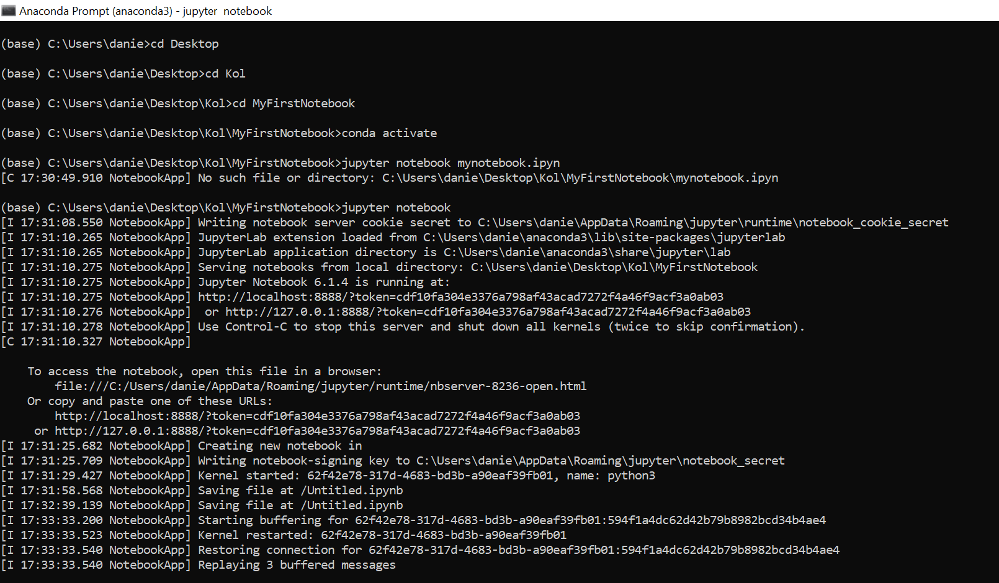 Anaconda Prompt (anaconda3) - jupyter  notebook
(base) C:\Users\danie>cd Desktop
(base) C:\Users\danie\Desktop>cd Kol
(base) C:\Users\danie\Desktop\Kol>cd MyFirstNotebook
(base) C:\Users\danie\Desktop\Kol\MyFirstNotebook>conda activate
(base) C:\Users\danie\Desktop\Kol\MyFirstNotebook>jupyter notebook mynotebook.ipyn
[C 17:30:49.910 NotebookApp] No such file or directory: C:\Users\danie\Desktop\Kol\MyFirstNotebook\mynotebook.ipyn
(base) C:\Users\danie\Desktop\Kol\MyFirstNotebook>jupyter notebook
[I 17:31:08.550 NotebookApp] Writing notebook server cookie secret to C:\Users\danie\AppData\Roaming\jupyter\runtime\notebook_cookie_secret
[I 17:31:10.265 NotebookApp] JupyterLab extension loaded from C:\Users\danie\anaconda3\lib\site-packages\jupyterlab
[I 17:31:10.265 NotebookApp] JupyterLab application directory is C:\Users\danie\anaconda3\share\jupyter\lab
[I 17:31:10.275 NotebookApp] Serving notebooks from local directory: C:\Users\danie\Desktop\Kol\MyFirstNotebook
[I 17:31:10.275 NotebookApp] Jupyter Notebook 6.1.4 is running at:
[I 17:31:10.275 NotebookApp] http://localhost:8888/?token=cdf10fa304e3376a798af43acad7272f4a46f9acf3a0ab03
[I 17:31:10.276 NotebookApp]  or http://127.0.0.1:8888/?token=cdf10fa304e3376a798af43acad7272f4a46f9acf3a0ab03
[I 17:31:10.278 NotebookApp] Use Control-C to stop this server and shut down all kernels (twice to skip confirmation).
[C 17:31:10.327 NotebookApp]
To access the notebook, open this file in a browser:
file:///C:/Users/danie/AppData/Roaming/jupyter/runtime/nbserver-8236-open.html
Or copy and paste one of these URLs:
http://localhost:8888/?token=cdf10fa304e3376a798af43acad7272f4a46f9acf3a0ab03
or http://127.0.0.1:8888/?token=cdf10fa304e3376a798af43acad7272f4a46f9acf3a0ab03
[I 17:31:25.682 NotebookApp] Creating new notebook in
[I 17:31:25.709 NotebookApp] Writing notebook-signing key to C:\Users\danie\AppData\Roaming\jupyter\notebook_secret
[I 17:31:29.427 NotebookApp] Kernel started: 62f42e78-317d-4683-bd3b-a90eaf39fb01, name: python3
[I 17:31:58.568 NotebookApp] Saving file at /Untitled.ipynb
[I 17:32:39.139 NotebookApp] Saving file at /Untitled.ipynb
[I 17:33:33.200 NotebookApp] Starting buffering for 62f42e78-317d-4683-bd3b-a90eaf39fb01:594f1a4dc62d42b79b8982bcd34b4ae4
[I 17:33:33.523 NotebookApp] Kernel restarted: 62f42e78-317d-4683-bd3b-a90eaf39fb01
[I 17:33:33.540 NotebookApp] Restoring connection for 62f42e78-317d-4683-bd3b-a90eaf39fb01:594f1a4dc62d42b79b8982bcd34b4ae4
[I 17:33:33.540 NotebookApp] Replaying 3 buffered messages